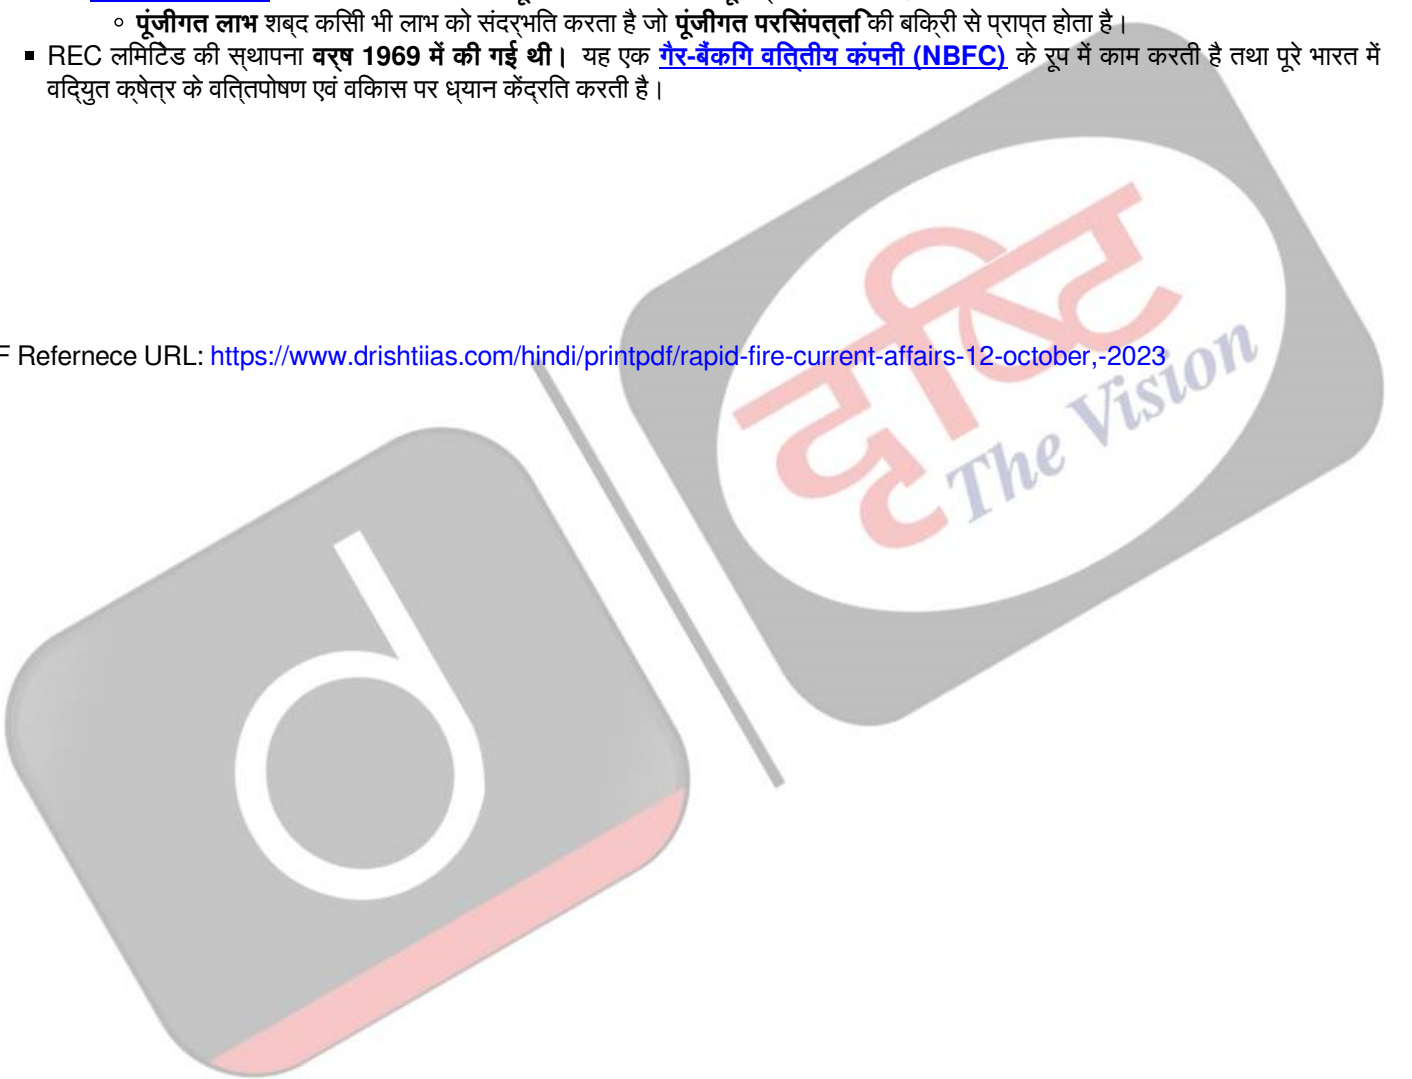 पूंजीगत लाभ शब्द किसी भी लाभ को संदर्भित करता है जो पूंजीगत परिसंपत्ति की बिक्री से प्राप्त होता है।
REC लिमिटेड की स्थापना वर्ष 1969 में की गई थी। यह एक गैर-बैंकिंग वित्तीय कंपनी (NBFC) के रूप में काम करती है तथा पूरे भारत में
विद्युत क्षेत्र के वित्तपोषण एवं विकास पर ध्यान केंद्रित करती है।
F Refernece URL: https://www.drishtiias.com/hindi/printpdf/rapid-fire-current-affairs-12-october,-2023
दृष्टि
The Vision
d